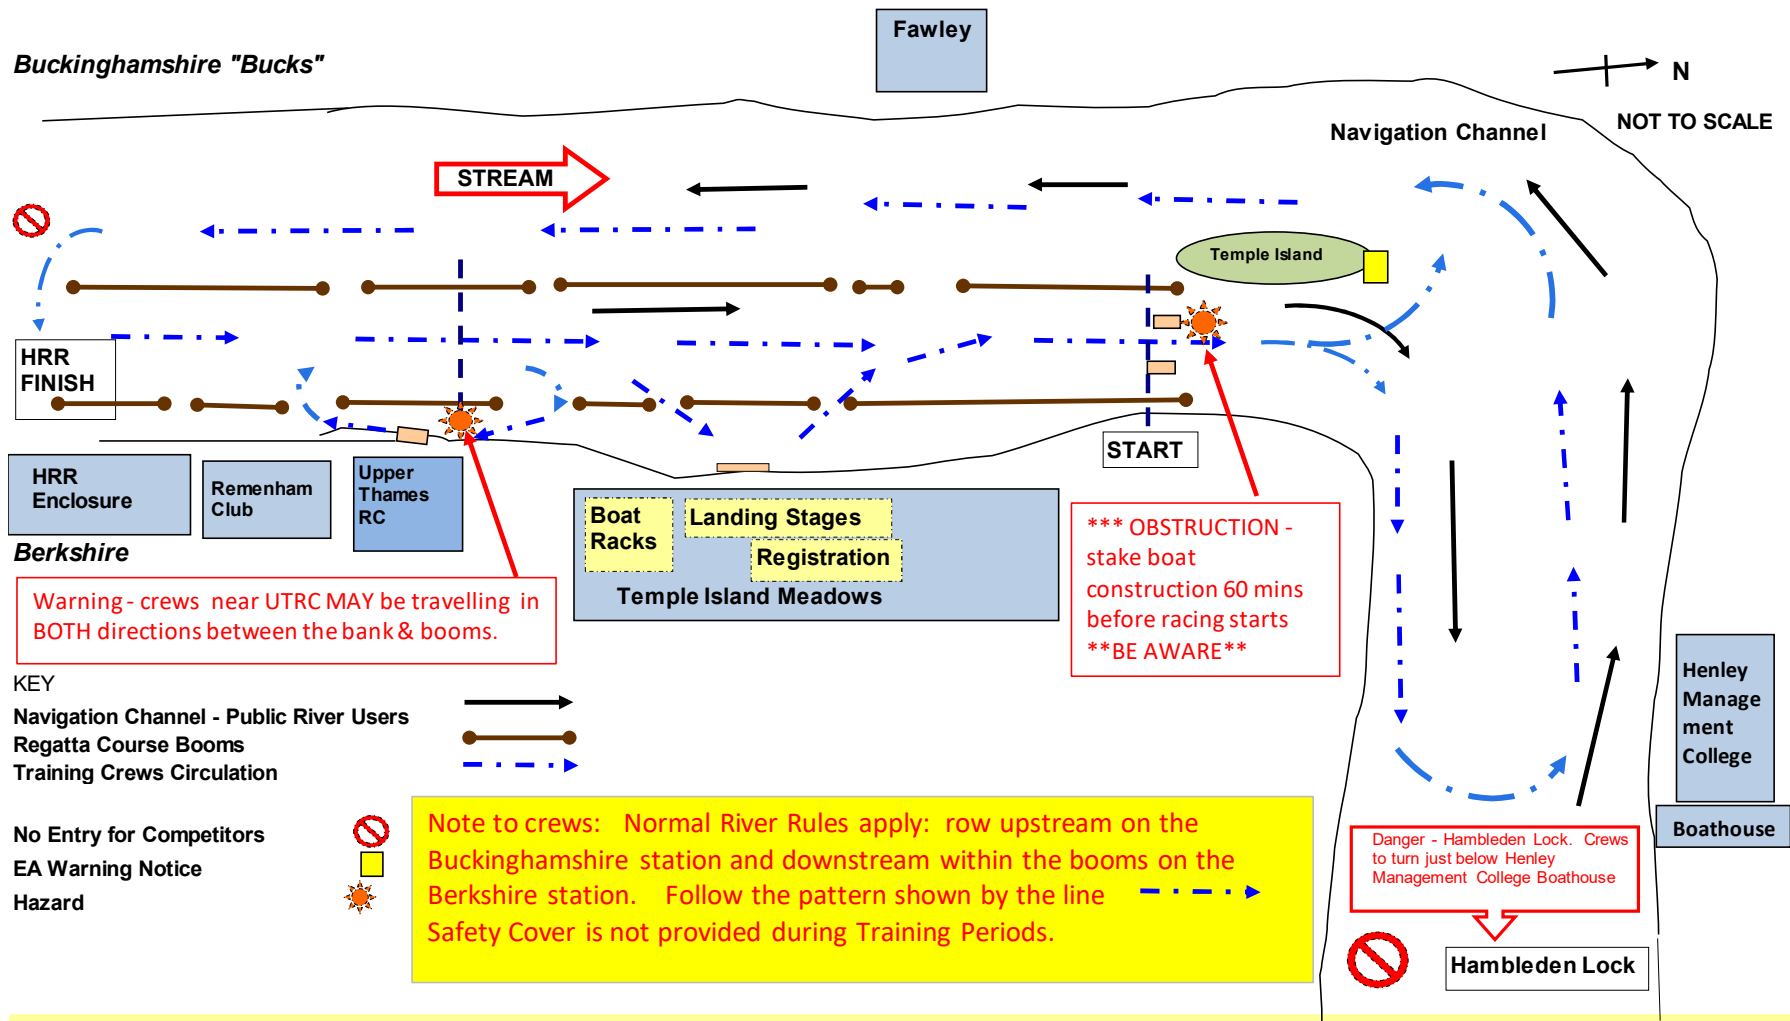 Fawley
Buckinghamshire "Bucks"
N
NOT TO SCALE
Navigation Channel
STREAM
Temple Island
HRR
FINISH
START
HRR
Enclosure
Remenham
Club
Upper
Thames
RC
Boat
Racks
Landing Stages
Registration
Temple Island Meadows
*** OBSTRUCTION -
stake boat
construction 60 mins
before racing starts
**BE AWARE**
Berkshire
Warning - crews near UTRC MAY be travelling in
BOTH directions between the bank & booms.
KEY
Navigation Channel - Public River Users
Regatta Course Booms
Training Crews Circulation
No Entry for Competitors
EA Warning Notice
Hazard
Note to crews: Normal River Rules apply: row upstream on the
Buckinghamshire station and downstream within the booms on the
Berkshire station. Follow the pattern shown by the line
Safety Cover is not provided during Training Periods.
Henley
Manage
ment
College
Boathouse
Danger - Hambleden Lock. Crews
to turn just below Henley
Management College Boathouse
Hambleden Lock